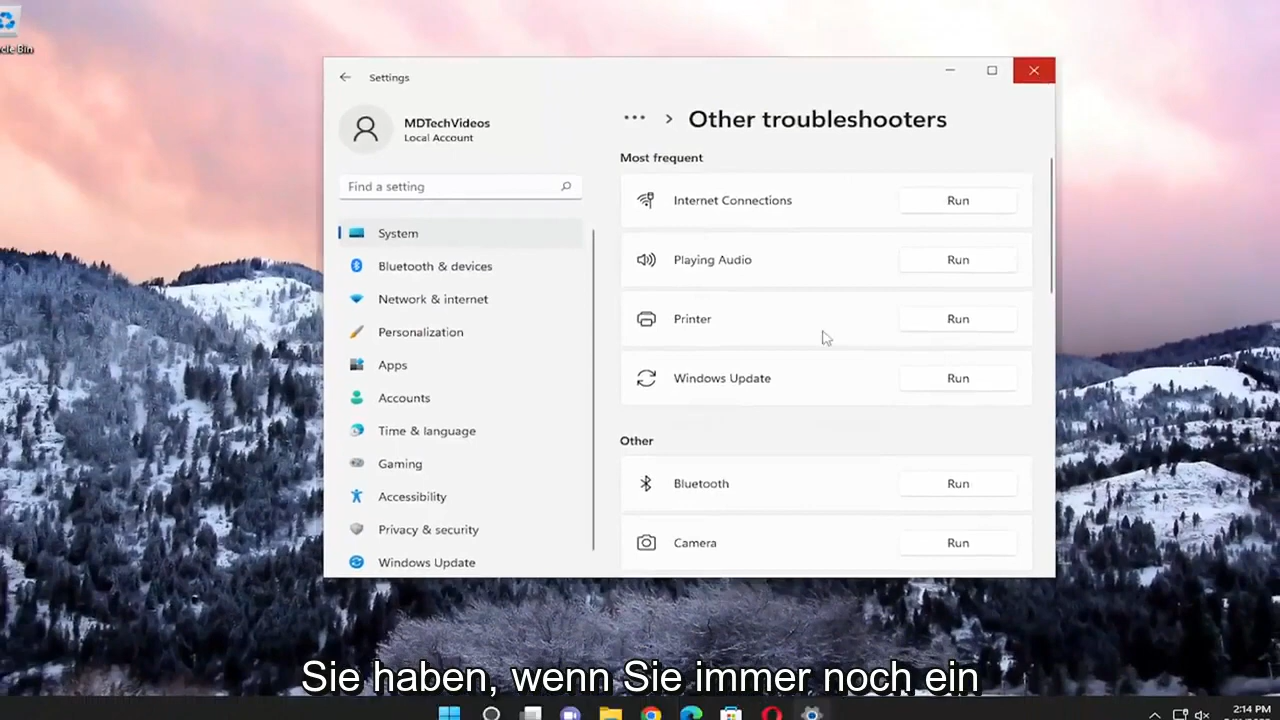 cle Bin
Settings
MDTechVideos
Local Account
Find a setting
System
Bluetooth & devices
Network & internet
Personalization
Apps
Accounts
Time & language
Gaming
Accessibility
Privacy & security
Windows Update
••• > Other troubleshooters
Most frequent
Internet Connections Run
Playing Audio Run
Printer Run
Windows Update Run
Other
Bluetooth Run
Camera Run
Sie haben, wenn Sie immer noch ein
2:14 PM